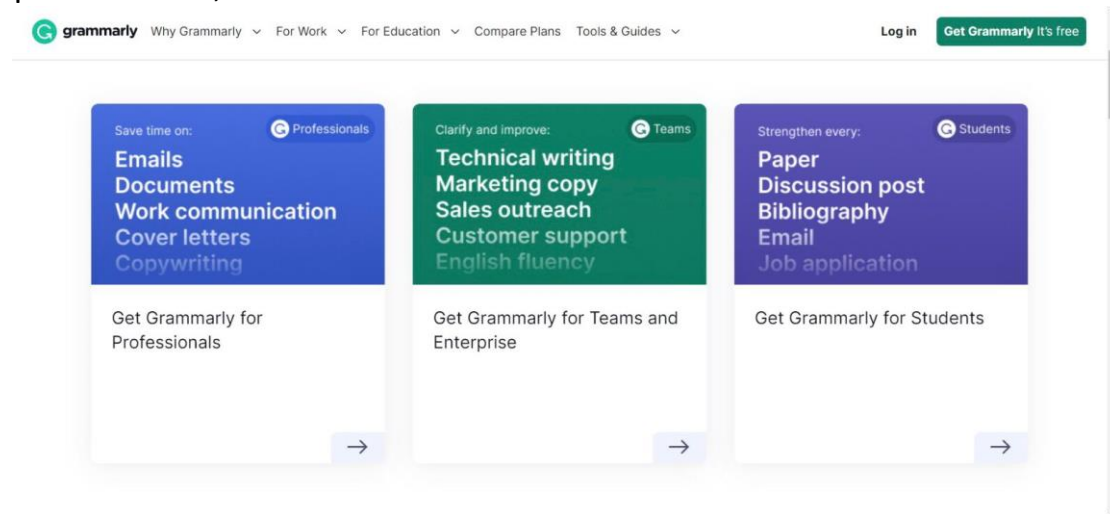 grammarly Why Grammarly For Work For Education Compare Plans Tools & Guides Log in Get Grammarly It's free
Save time on:
Professionals
Emails
Documents
Work communication
Cover letters
Copywriting
Get Grammarly for
Professionals
Clarify and improve:
Teams
Technical writing
Marketing copy
Sales outreach
Customer support
English fluency
Get Grammarly for Teams and
Enterprise
Strengthen every:
Students
Paper
Discussion post
Bibliography
Email
Job application
Get Grammarly for Students